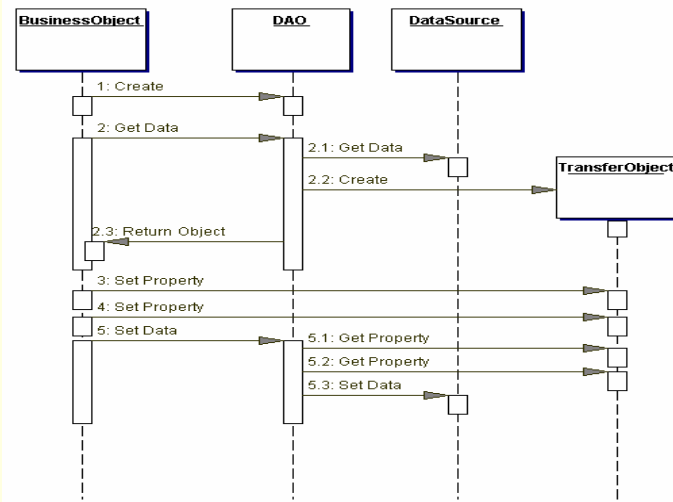 BusinessObject
DAO
DataSource
1: Create
2: Get Data
2.1: Get Data
2.2: Create
TransferObject
2.3: Return Object
3: Set Property
4: Set Property
5: Set Data
5.1: Get Property
5.2: Get Property
5.3: Set Data